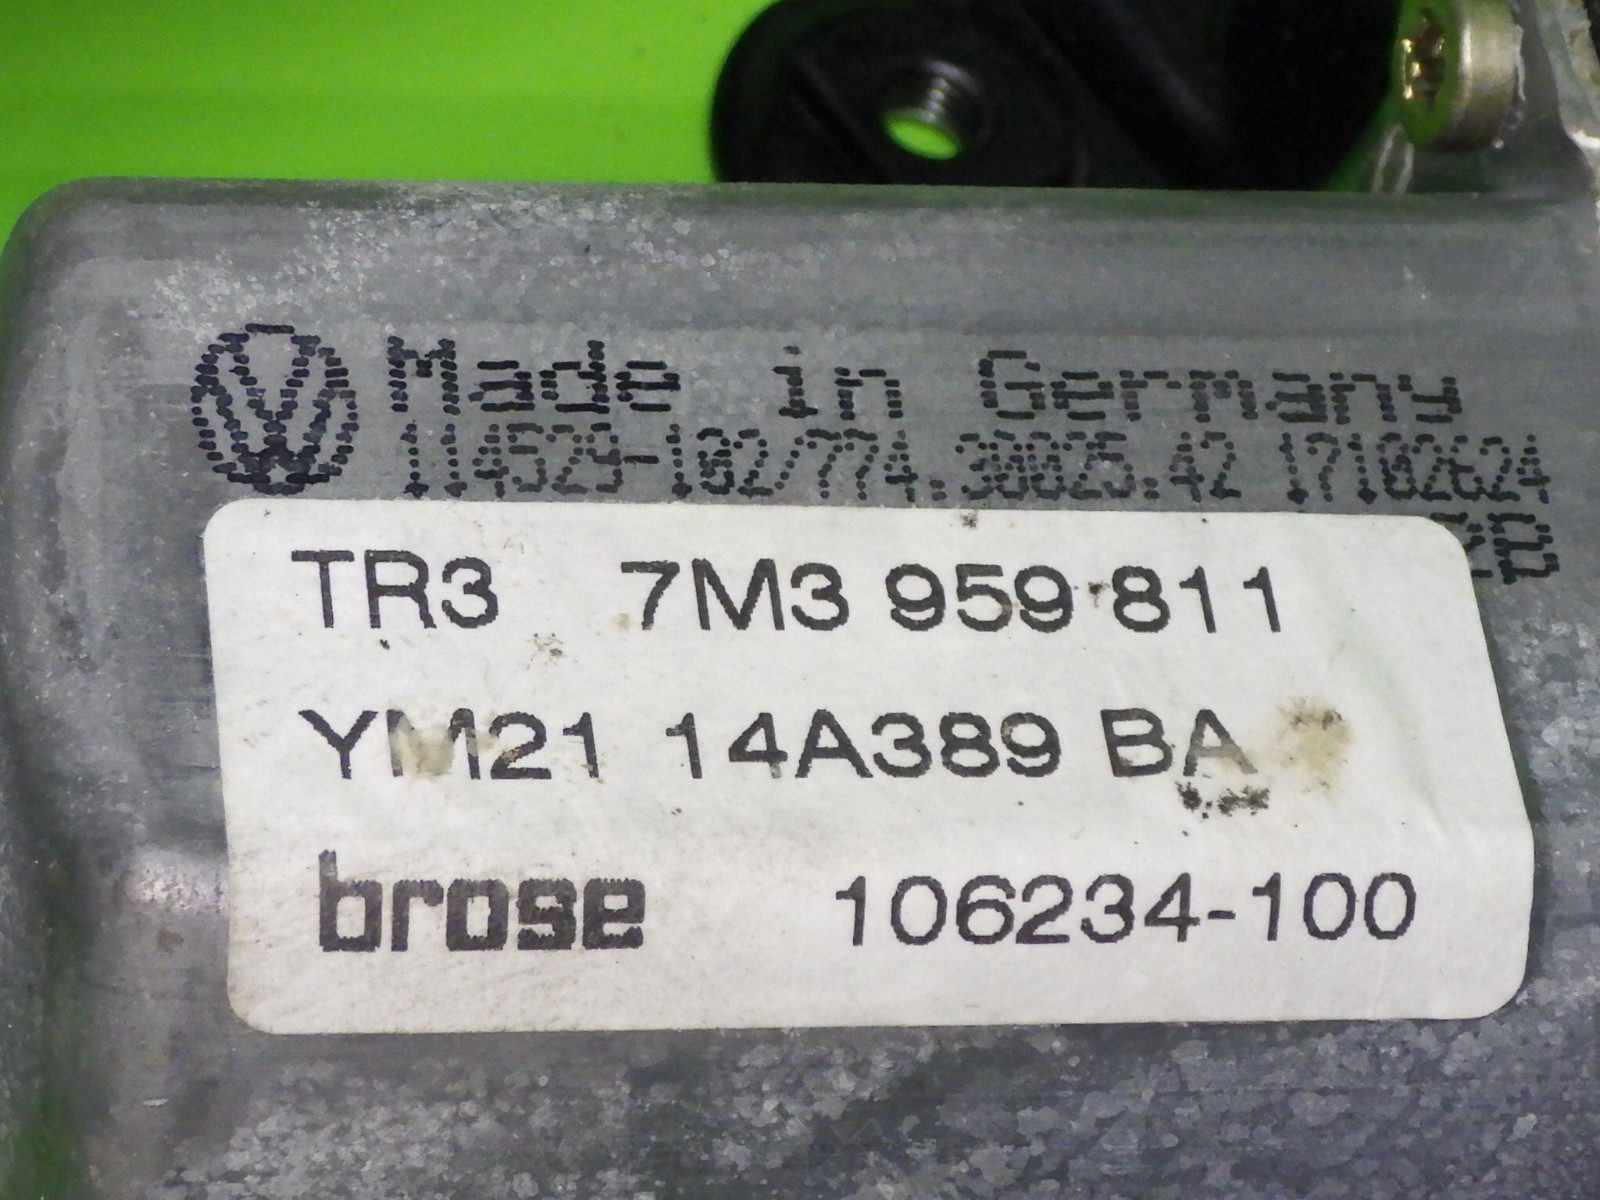 Made in Germany
TR3 7M3 959 811
YM21 14A389 BA
brose 106234-100